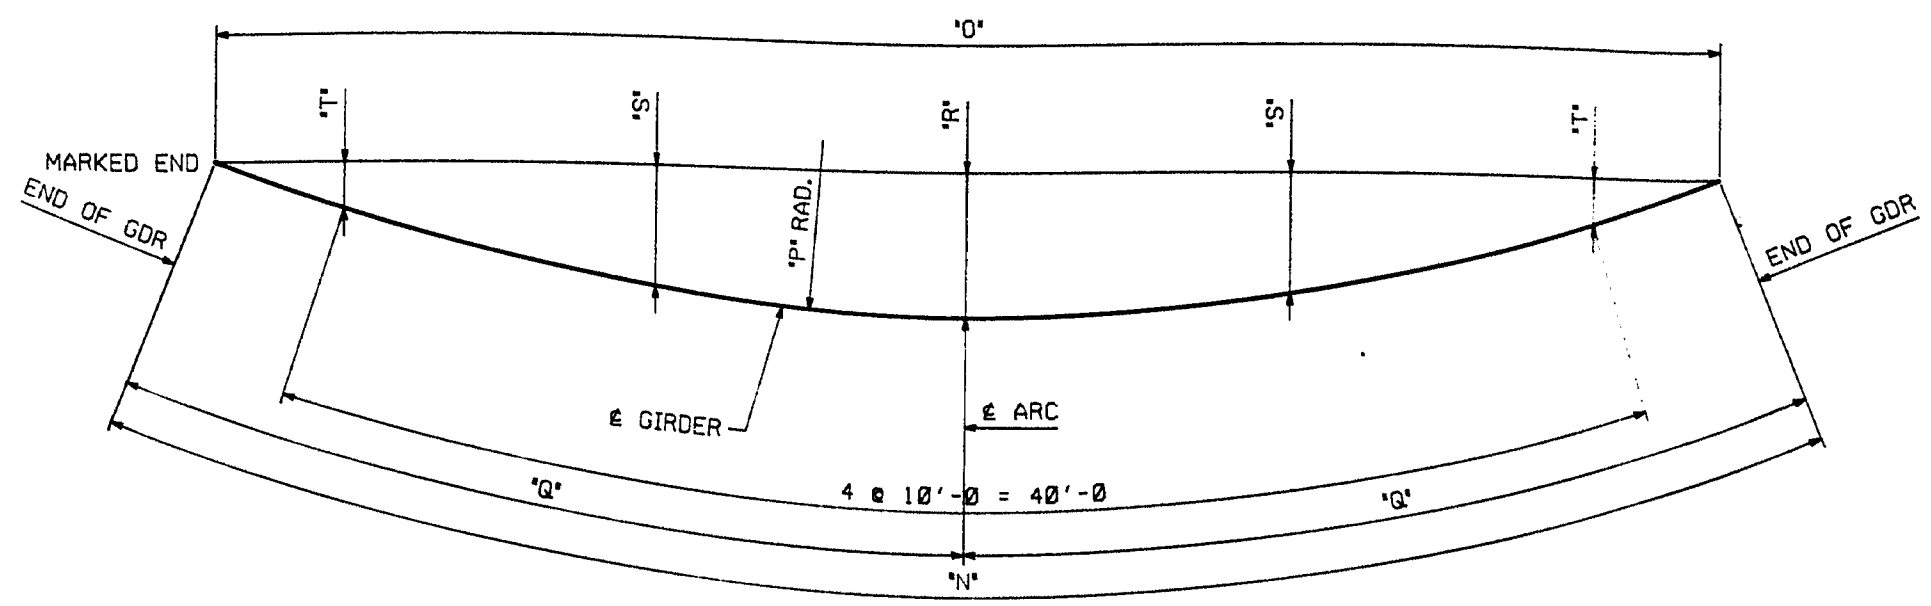 "O"
"T"
"S"
"R"
"S"
"T"
MARKED END
END OF GDR
"P" RAD.
END OF GDR
℄ GIRDER
℄ ARC
"Q"
4 @ 10'-0 = 40'-0
"Q"
"N"